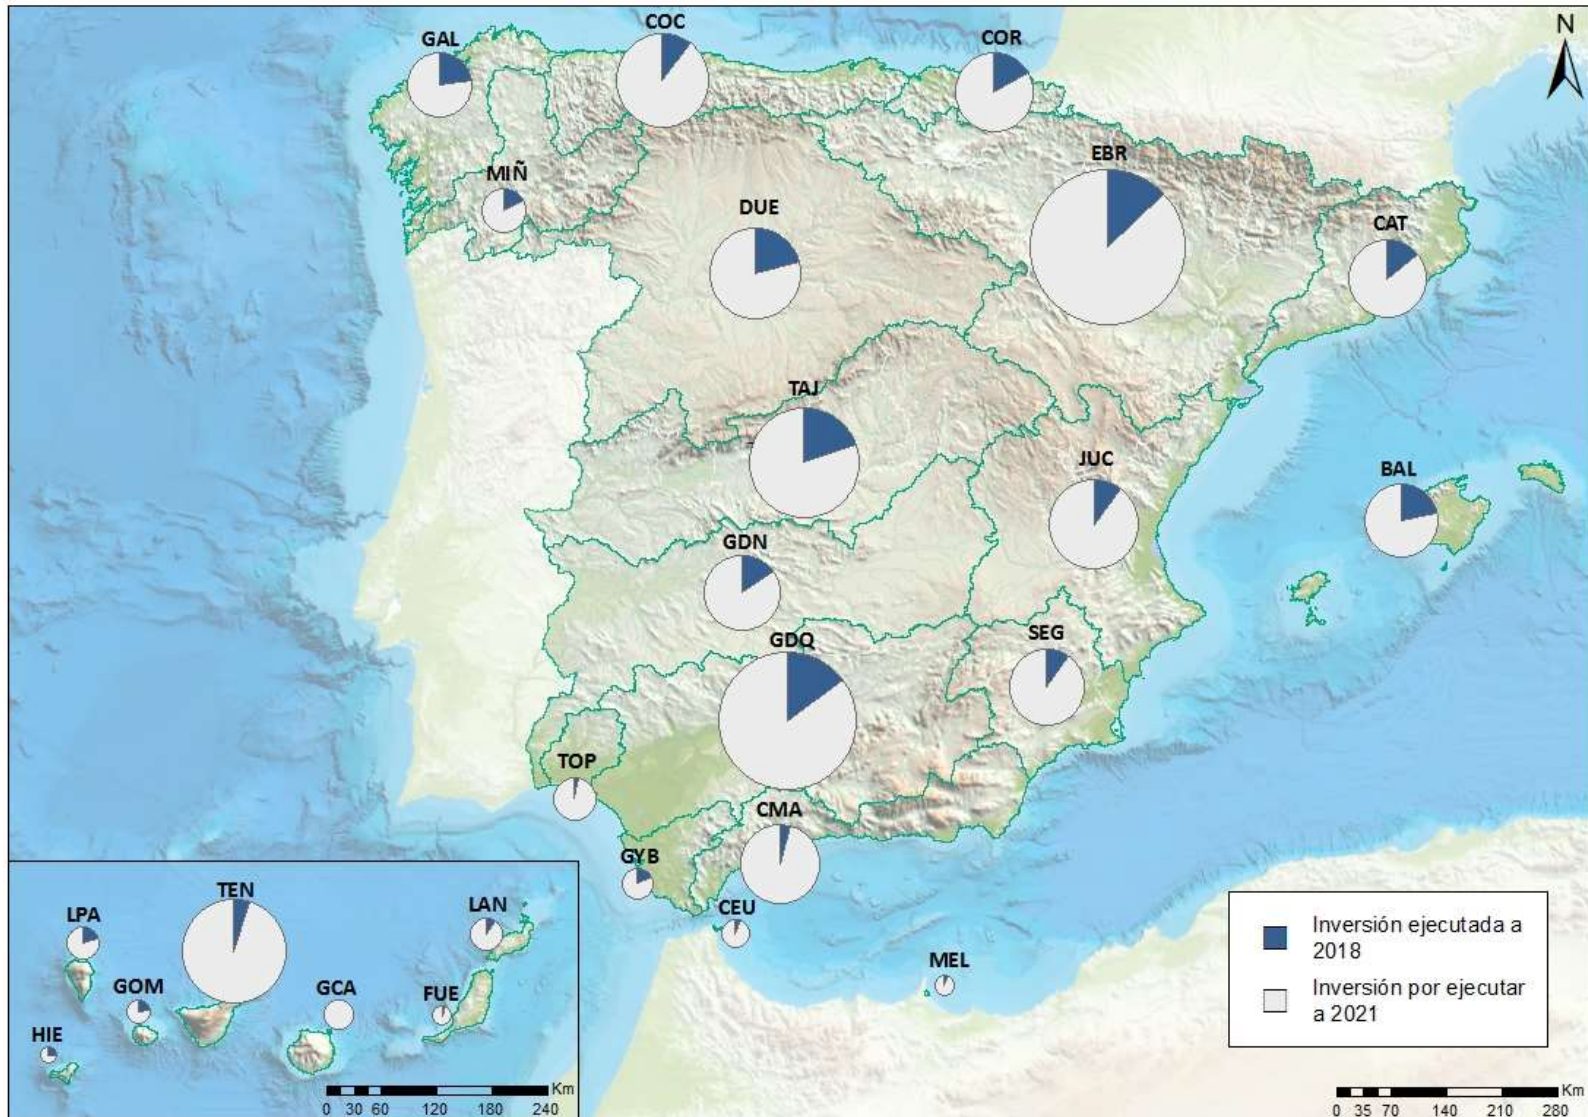 COC
GAL
COR
N
MIÑ
EBR
DUE
CAT
TAJ
JUC
BAL
GDN
GDQ
SEG
TOP
CMA
GYB
CEU
MEL
TEN
LPA
LAN
GOM
GCA
FUE
HIE
Km
0 30 60 120 180 240
Inversión ejecutada a
2018
Inversión por ejecutar
a 2021
Km
0 35 70 140 210 280